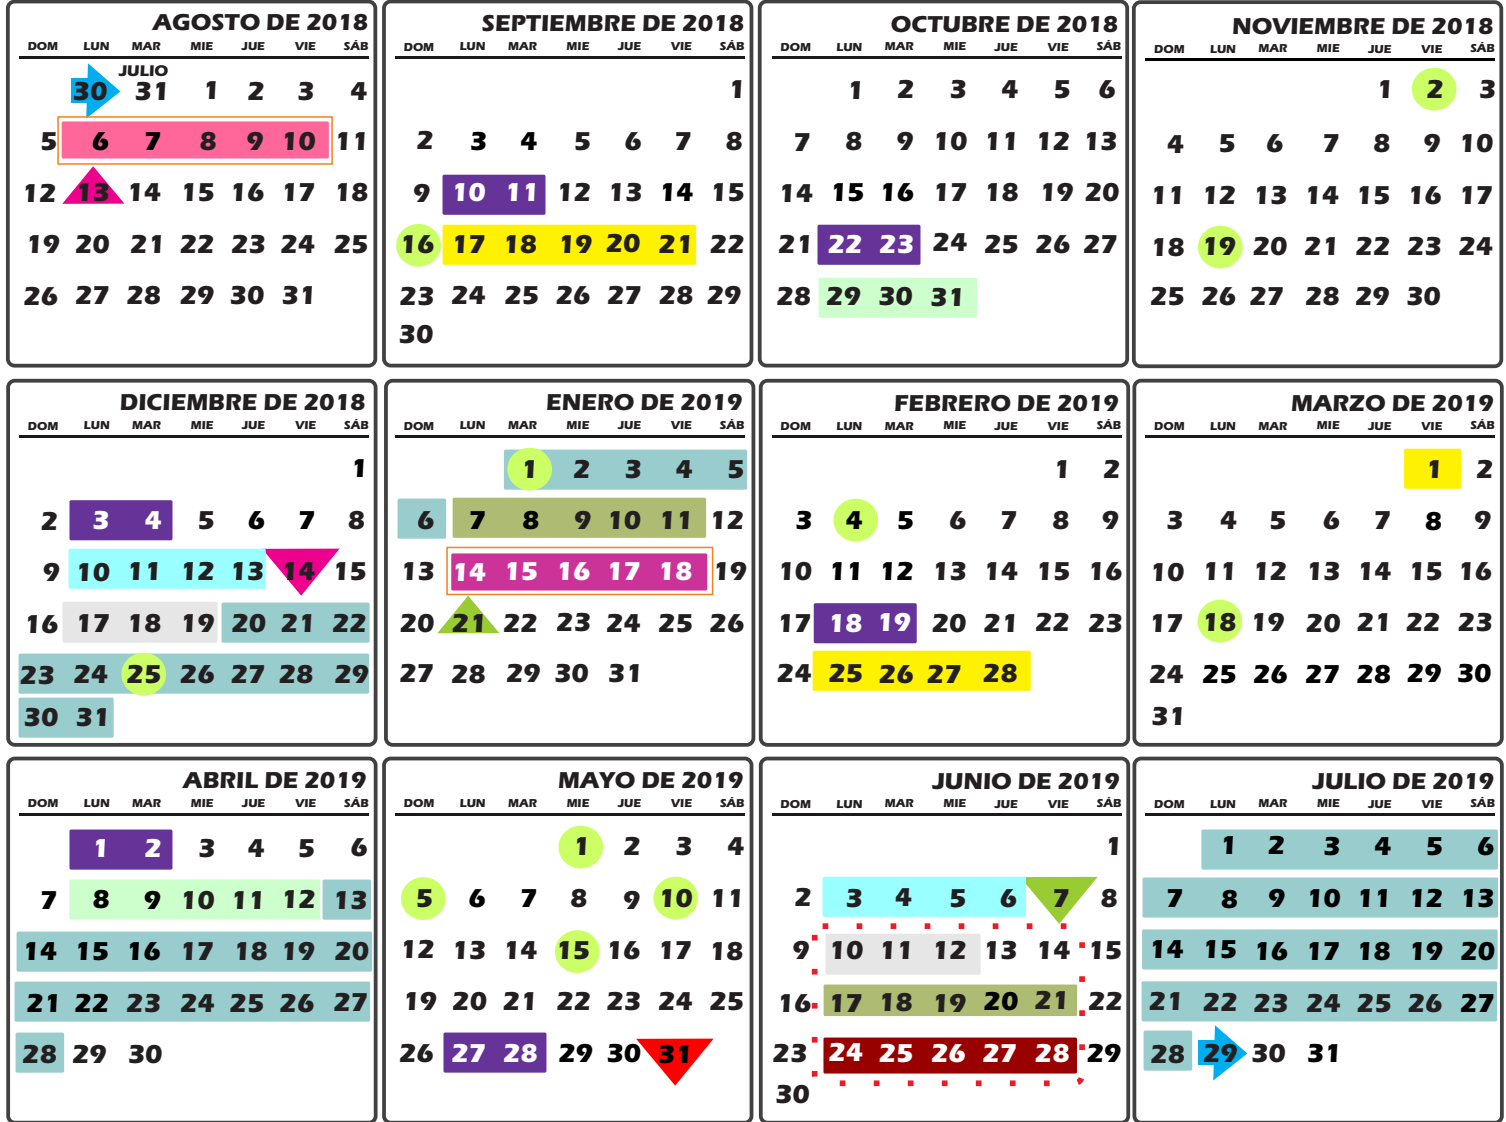 AGOSTO DE 2018
DOM LUN MAR MIE JUE VIE SÁB
JULIO
30 31 1 2 3 4
5 6 7 8 9 10 11
12 13 14 15 16 17 18
19 20 21 22 23 24 25
26 27 28 29 30 31
SEPTIEMBRE DE 2018
DOM LUN MAR MIE JUE VIE SÁB
1
2 3 4 5 6 7 8
9 10 11 12 13 14 15
16 17 18 19 20 21 22
23 24 25 26 27 28 29
30
OCTUBRE DE 2018
DOM LUN MAR MIE JUE VIE SÁB
1 2 3 4 5 6
7 8 9 10 11 12 13
14 15 16 17 18 19 20
21 22 23 24 25 26 27
28 29 30 31
NOVIEMBRE DE 2018
DOM LUN MAR MIE JUE VIE SÁB
1 2 3
4 5 6 7 8 9 10
11 12 13 14 15 16 17
18 19 20 21 22 23 24
25 26 27 28 29 30
DICIEMBRE DE 2018
DOM LUN MAR MIE JUE VIE SÁB
1
2 3 4 5 6 7 8
9 10 11 12 13 14 15
16 17 18 19 20 21 22
23 24 25 26 27 28 29
30 31
ENERO DE 2019
DOM LUN MAR MIE JUE VIE SÁB
1 2 3 4 5
6 7 8 9 10 11 12
13 14 15 16 17 18 19
20 21 22 23 24 25 26
27 28 29 30 31
FEBRERO DE 2019
DOM LUN MAR MIE JUE VIE SÁB
1 2
3 4 5 6 7 8 9
10 11 12 13 14 15 16
17 18 19 20 21 22 23
24 25 26 27 28
MARZO DE 2019
DOM LUN MAR MIE JUE VIE SÁB
1 2
3 4 5 6 7 8 9
10 11 12 13 14 15 16
17 18 19 20 21 22 23
24 25 26 27 28 29 30
31
ABRIL DE 2019
DOM LUN MAR MIE JUE VIE SÁB
1 2 3 4 5 6
7 8 9 10 11 12 13
14 15 16 17 18 19 20
21 22 23 24 25 26 27
28 29 30
MAYO DE 2019
DOM LUN MAR MIE JUE VIE SÁB
1 2 3 4
5 6 7 8 9 10 11
12 13 14 15 16 17 18
19 20 21 22 23 24 25
26 27 28 29 30 31
JUNIO DE 2019
DOM LUN MAR MIE JUE VIE SÁB
1
2 3 4 5 6 7 8
9 10 11 12 13 14 15
16 17 18 19 20 21 22
23 24 25 26 27 28 29
30
JULIO DE 2019
DOM LUN MAR MIE JUE VIE SÁB
1 2 3 4 5 6
7 8 9 10 11 12 13
14 15 16 17 18 19 20
21 22 23 24 25 26 27
28 29 30 31